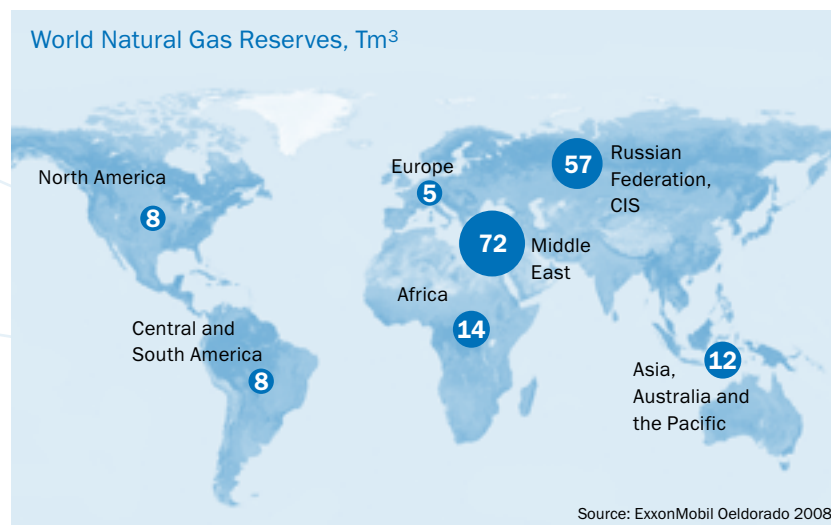 World Natural Gas Reserves, Tm³
North America
8
Europe
5
57
Russian
Federation,
CIS
72
Middle
East
Africa
14
Central and
South America
8
12
Asia,
Australia and
the Pacific
Source: ExxonMobil Oeldorado 2008